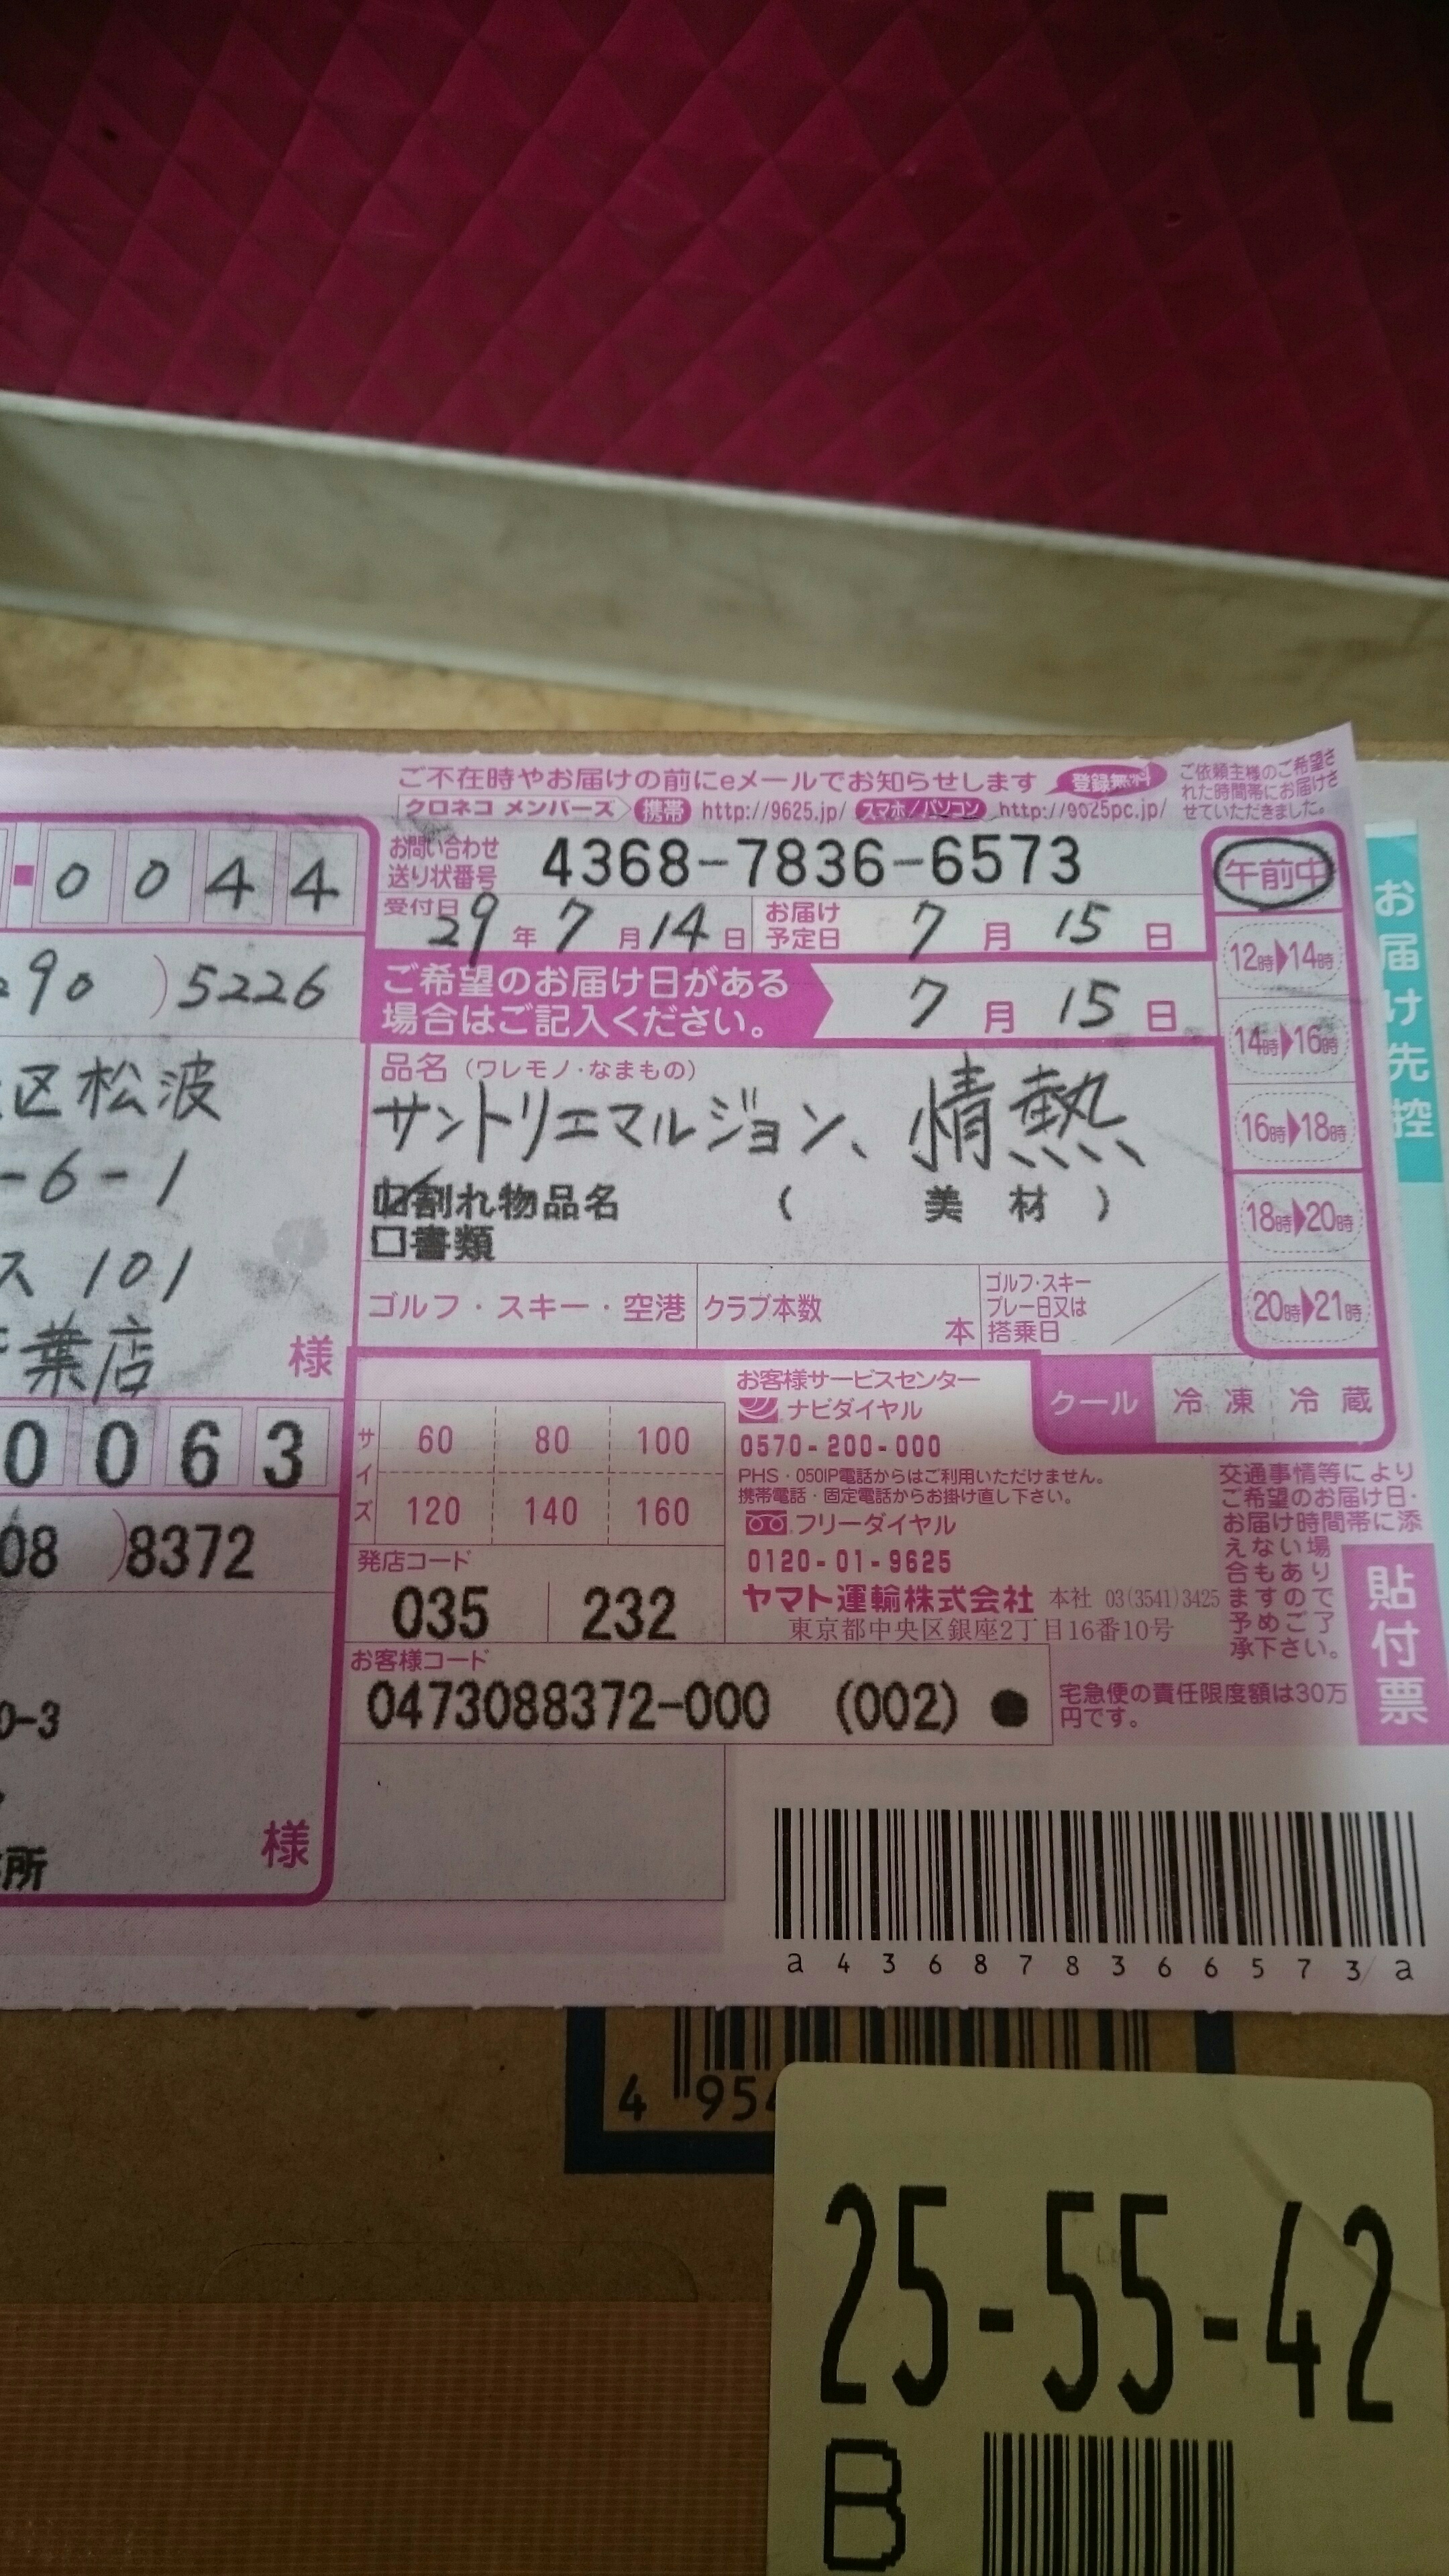 ご不在時やお届けの前にeメールでお知らせします 登録無料
クロネコ メンバーズ 携帯 http://9625.jp/ スマホ/パソコン http://9625pc.jp/
ご依頼主様のご希望さ
れた時間帯にお届けさ
せていただきました。
0044
お問い合わせ
送り状番号 4368-7836-6573
受付日 29年 7月14日
お届け
予定日 7月 15日
90 )5226
ご希望のお届け日がある
場合はご記入ください。
7月 15日
午前中
12時▶14時
14時▶16時
16時▶18時
18時▶20時
20時▶21時
お届け先控
区松波
-6-1
ス 101
葉店 様
品名 (ワレモノ・なまもの)
サントリエマルジョン、情熱
☑割れ物品名 ( 美 材 )
□書類
ゴルフ・スキー・空港 クラブ本数 本
ゴルフ・スキー
プレー日又は
搭乗日
クール 冷凍 冷蔵
0063
08 )8372
0-3
所
様
サイズ
60 80 100
120 140 160
発店コード
035 232
お客様サービスセンター
ナビダイヤル
0570-200-000
PHS・050IP電話からはご利用いただけません。
携帯電話・固定電話からお掛け直し下さい。
フリーダイヤル
0120-01-9625
ヤマト運輸株式会社 本社 03(3541)3425
東京都中央区銀座2丁目16番10号
交通事情等により
ご希望のお届け日・
お届け時間帯に添
えない場
合もあり
ますので
予めご了
承下さい。
貼付票
お客様コード
0473088372-000 (002) ●
宅急便の責任限度額は30万
円です。
a436878366573a
4 954
25-55-42
B